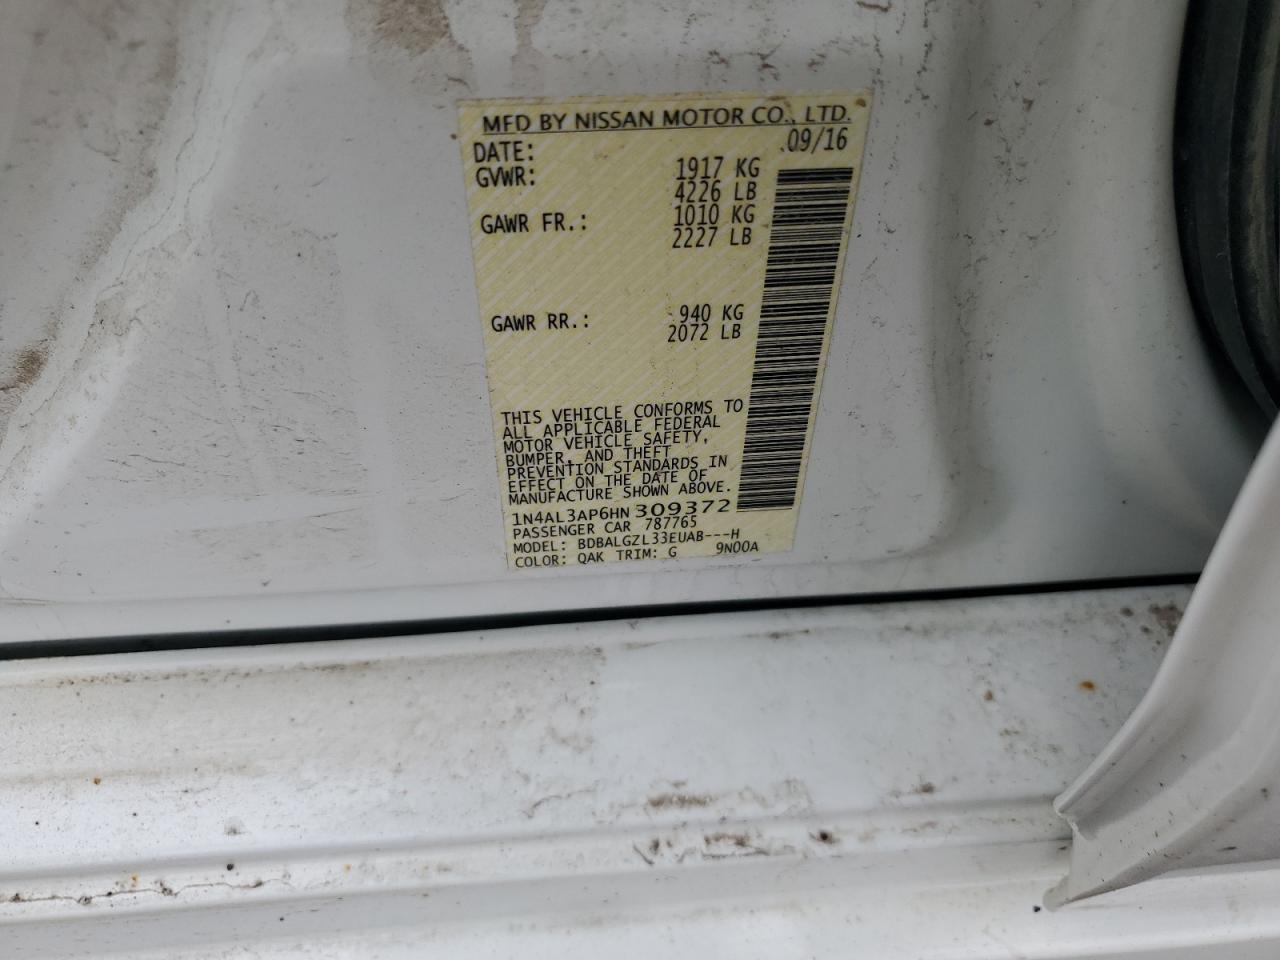 MFD BY NISSAN MOTOR CO., LTD.
DATE: 09/16
GVWR: 1917 KG
4226 LB
GAWR FR.: 1010 KG
2227 LB
GAWR RR.: 940 KG
2072 LB
THIS VEHICLE CONFORMS TO
ALL APPLICABLE FEDERAL
MOTOR VEHICLE SAFETY,
BUMPER, AND THEFT
PREVENTION STANDARDS IN
EFFECT ON THE DATE OF
MANUFACTURE SHOWN ABOVE.
1N4AL3AP6HN309372
PASSENGER CAR 787765
MODEL: BDBALGZL33EUAB---H
COLOR: QAK TRIM: G 9N00A